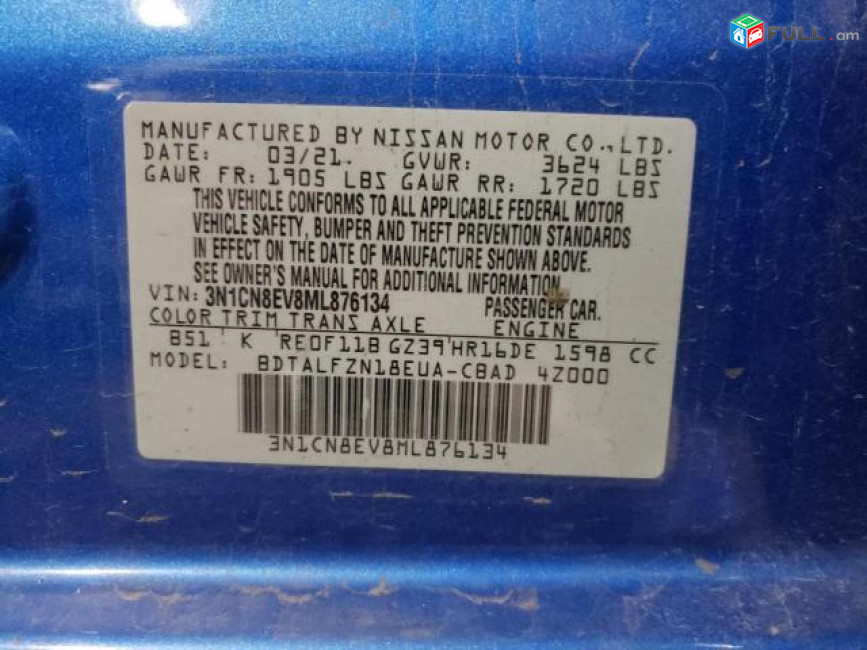 FULL.am
MANUFACTURED BY NISSAN MOTOR CO., LTD.
DATE: 03/21. GVWR: 3624 LBS
GAWR FR: 1905 LBS GAWR RR: 1720 LBS
THIS VEHICLE CONFORMS TO ALL APPLICABLE FEDERAL MOTOR
VEHICLE SAFETY, BUMPER AND THEFT PREVENTION STANDARDS
IN EFFECT ON THE DATE OF MANUFACTURE SHOWN ABOVE.
SEE OWNER'S MANUAL FOR ADDITIONAL INFORMATION.
VIN: 3N1CN8EV8ML876134 PASSENGER CAR.
COLOR TRIM TRANS AXLE ENGINE
B51 K RE0F11B GZ39 HR16DE 1598 CC
MODEL: BDTALFZN18EUA-CBAD 4Z000
3N1CN8EV8ML876134